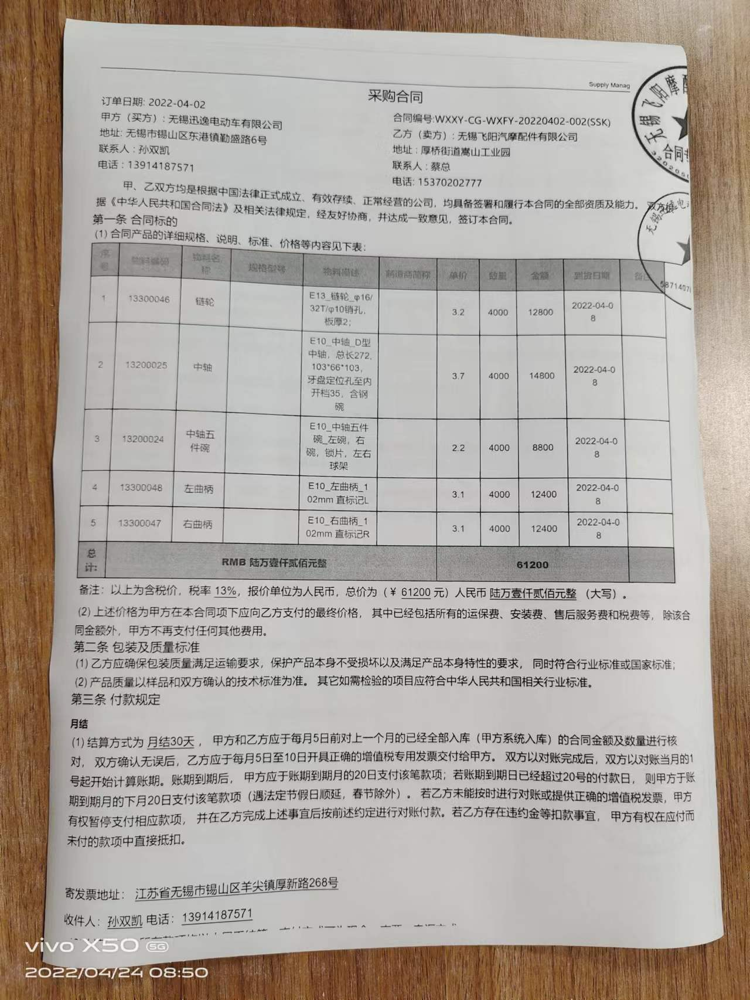 Supply Manag
采购合同
订单日期: 2022-04-02
合同编号:WXXY-CG-WXFY-20220402-002(SSK)
甲方（买方）: 无锡迅逸电动车有限公司
乙方（卖方）: 无锡飞阳汽摩配件有限公司
地址: 无锡市锡山区东港镇勤盛路6号
地址: 厚桥街道嵩山工业园
联系人: 孙双凯
联系人: 蔡总
电话: 13914187571
电话: 15370202777
无锡飞阳摩
合同专
320205
甲、乙双方均是根据中国法律正式成立、有效存续、正常经营的公司，均具备签署和履行本合同的全部资质及能力。双方根
据《中华人民共和国合同法》及相关法律规定，经友好协商，并达成一致意见，签订本合同。
第一条 合同标的
(1) 合同产品的详细规格、说明、标准、价格等内容见下表:
序号 物料编码 物料名称 规格型号 物料描述 制造商简称 单价 数量 金额 到货日期 备注
1 13300046 链轮 E13_链轮_φ16/32T/φ10销孔，板厚2; 3.2 4000 12800 2022-04-08
2 13200025 中轴 E10_中轴_D型中轴，总长272,103*66*103，牙盘定位孔至内开档35，含钢碗 3.7 4000 14800 2022-04-08
3 13200024 中轴五件碗 E10_中轴五件碗_左碗，右碗，锁片，左右球架 2.2 4000 8800 2022-04-08
4 13300048 左曲柄 E10_左曲柄_102mm 直标记L 3.1 4000 12400 2022-04-08
5 13300047 右曲柄 E10_右曲柄_102mm 直标记R 3.1 4000 12400 2022-04-08
总计: RMB 陆万壹仟贰佰元整 61200
备注: 以上为含税价，税率 13%，报价单位为人民币，总价为（¥ 61200 元）人民币 陆万壹仟贰佰元整 （大写）。
(2) 上述价格为甲方在本合同项下应向乙方支付的最终价格， 其中已经包括所有的运保费、安装费、售后服务费和税费等， 除该合
同金额外，甲方不再支付任何其他费用。
第二条 包装及质量标准
(1) 乙方应确保包装质量满足运输要求，保护产品本身不受损坏以及满足产品本身特性的要求， 同时符合行业标准或国家标准;
(2) 产品质量以样品和双方确认的技术标准为准。 其它如需检验的项目应符合中华人民共和国相关行业标准。
第三条 付款规定
月结
(1) 结算方式为 月结30天 ， 甲方和乙方应于每月5日前对上一个月的已经全部入库（甲方系统入库）的合同金额及数量进行核
对， 双方确认无误后，乙方应于每月5日至10日开具正确的增值税专用发票交付给甲方。 双方以对账完成后，双方以对账当月的1
号起开始计算账期。账期到期后， 甲方应于账期到期月的20日支付该笔款项；若账期到期日已经超过20号的付款日， 则甲方于账
期到期月的下月20日支付该笔款项（遇法定节假日顺延，春节除外）。 若乙方未能按时进行对账或提供正确的增值税发票，甲方
有权暂停支付相应款项， 并在乙方完成上述事宜后按前述约定进行对账付款。若乙方存在违约金等扣款事宜， 甲方有权在应付而
未付的款项中直接抵扣。
寄发票地址: 江苏省无锡市锡山区羊尖镇厚新路268号
收件人: 孙双凯 电话: 13914187571
vivo X50 5G
2022/04/24 08:50